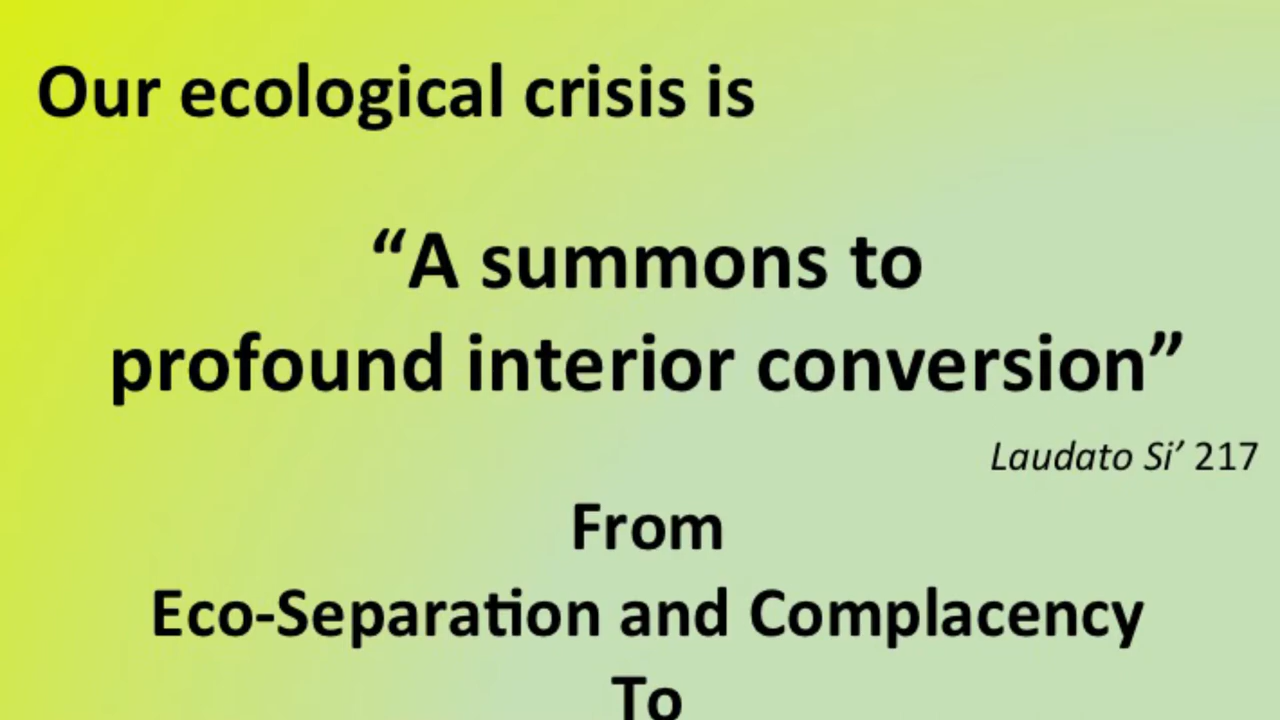 Our ecological crisis is
“A summons to
profound interior conversion”
Laudato Si’ 217
From
Eco-Separation and Complacency
To